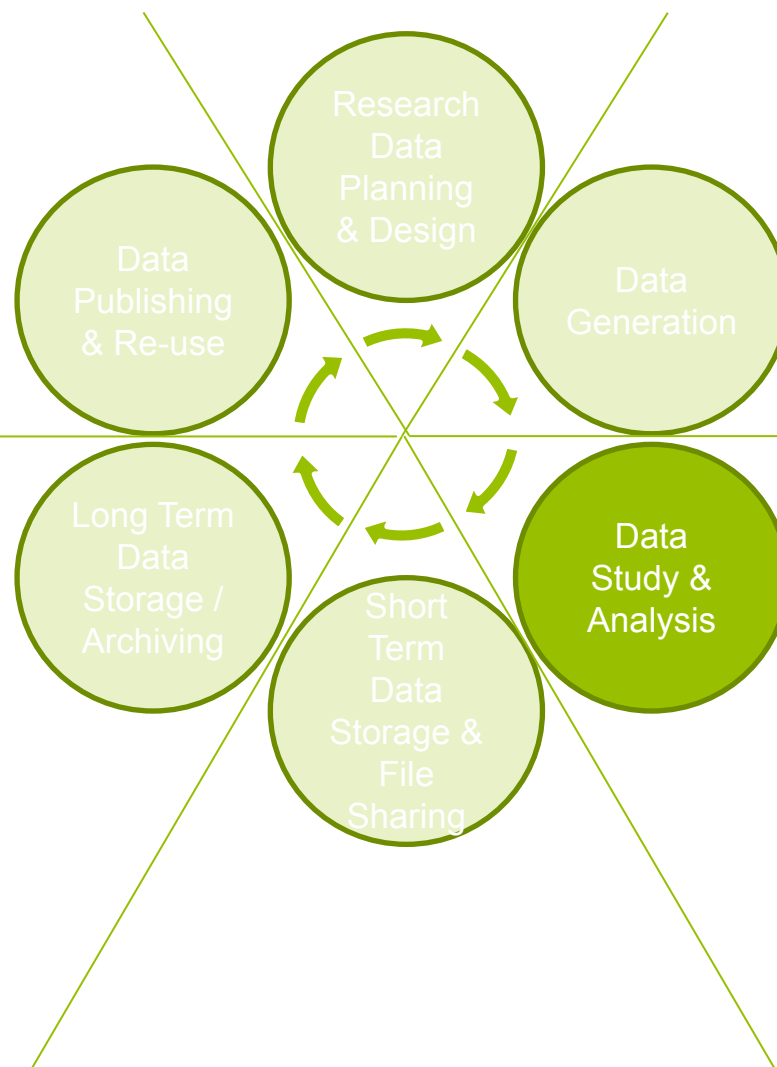 Research
Data
Planning
& Design
Data
Generation
Data
Study &
Analysis
Short
Term
Data
Storage &
File
Sharing
Long Term
Data
Storage /
Archiving
Data
Publishing
& Re-use